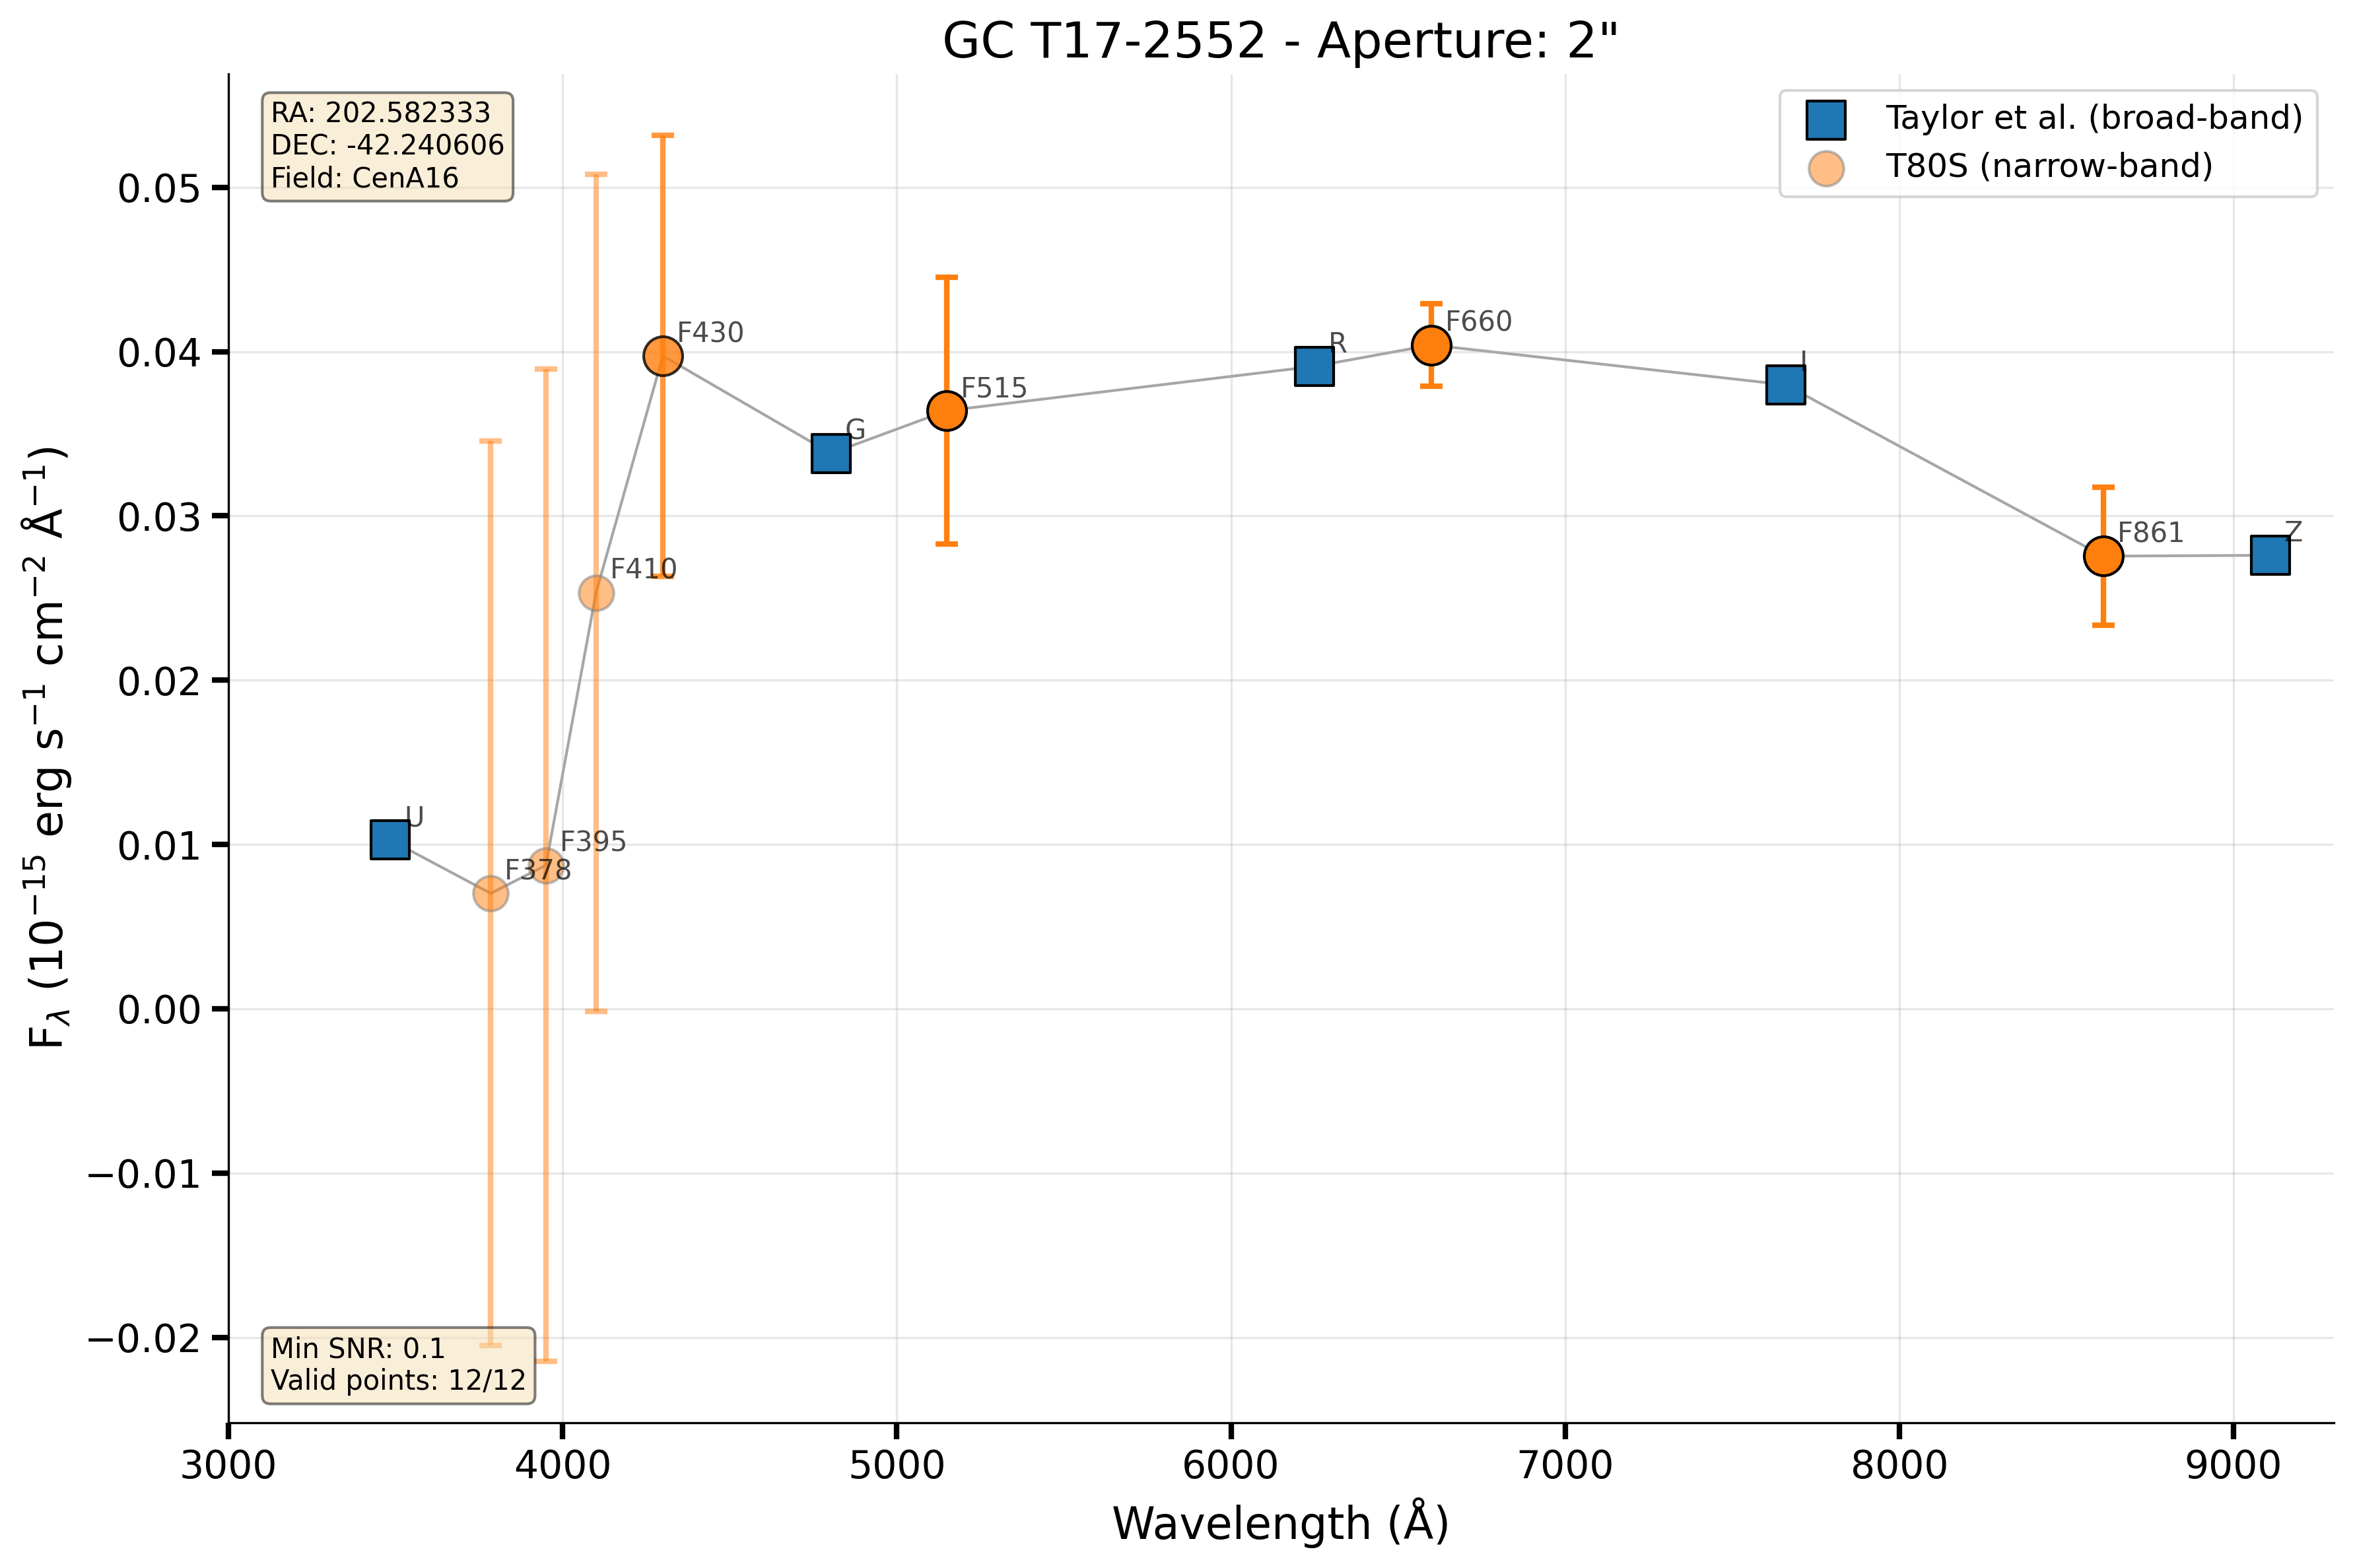 GC T17-2552 - Aperture: 2"
RA: 202.582333
DEC: -42.240606
Field: CenA16
Taylor et al. (broad-band)
T80S (narrow-band)
F430
F660
R
I
F515
G
F861
Z
F410
U
F395
F378
Min SNR: 0.1
Valid points: 12/12
0.05
0.04
0.03
0.02
0.01
0.00
−0.01
−0.02
3000 4000 5000 6000 7000 8000 9000
Wavelength (Å)
Fλ (10⁻¹⁵ erg s⁻¹ cm⁻² Å⁻¹)